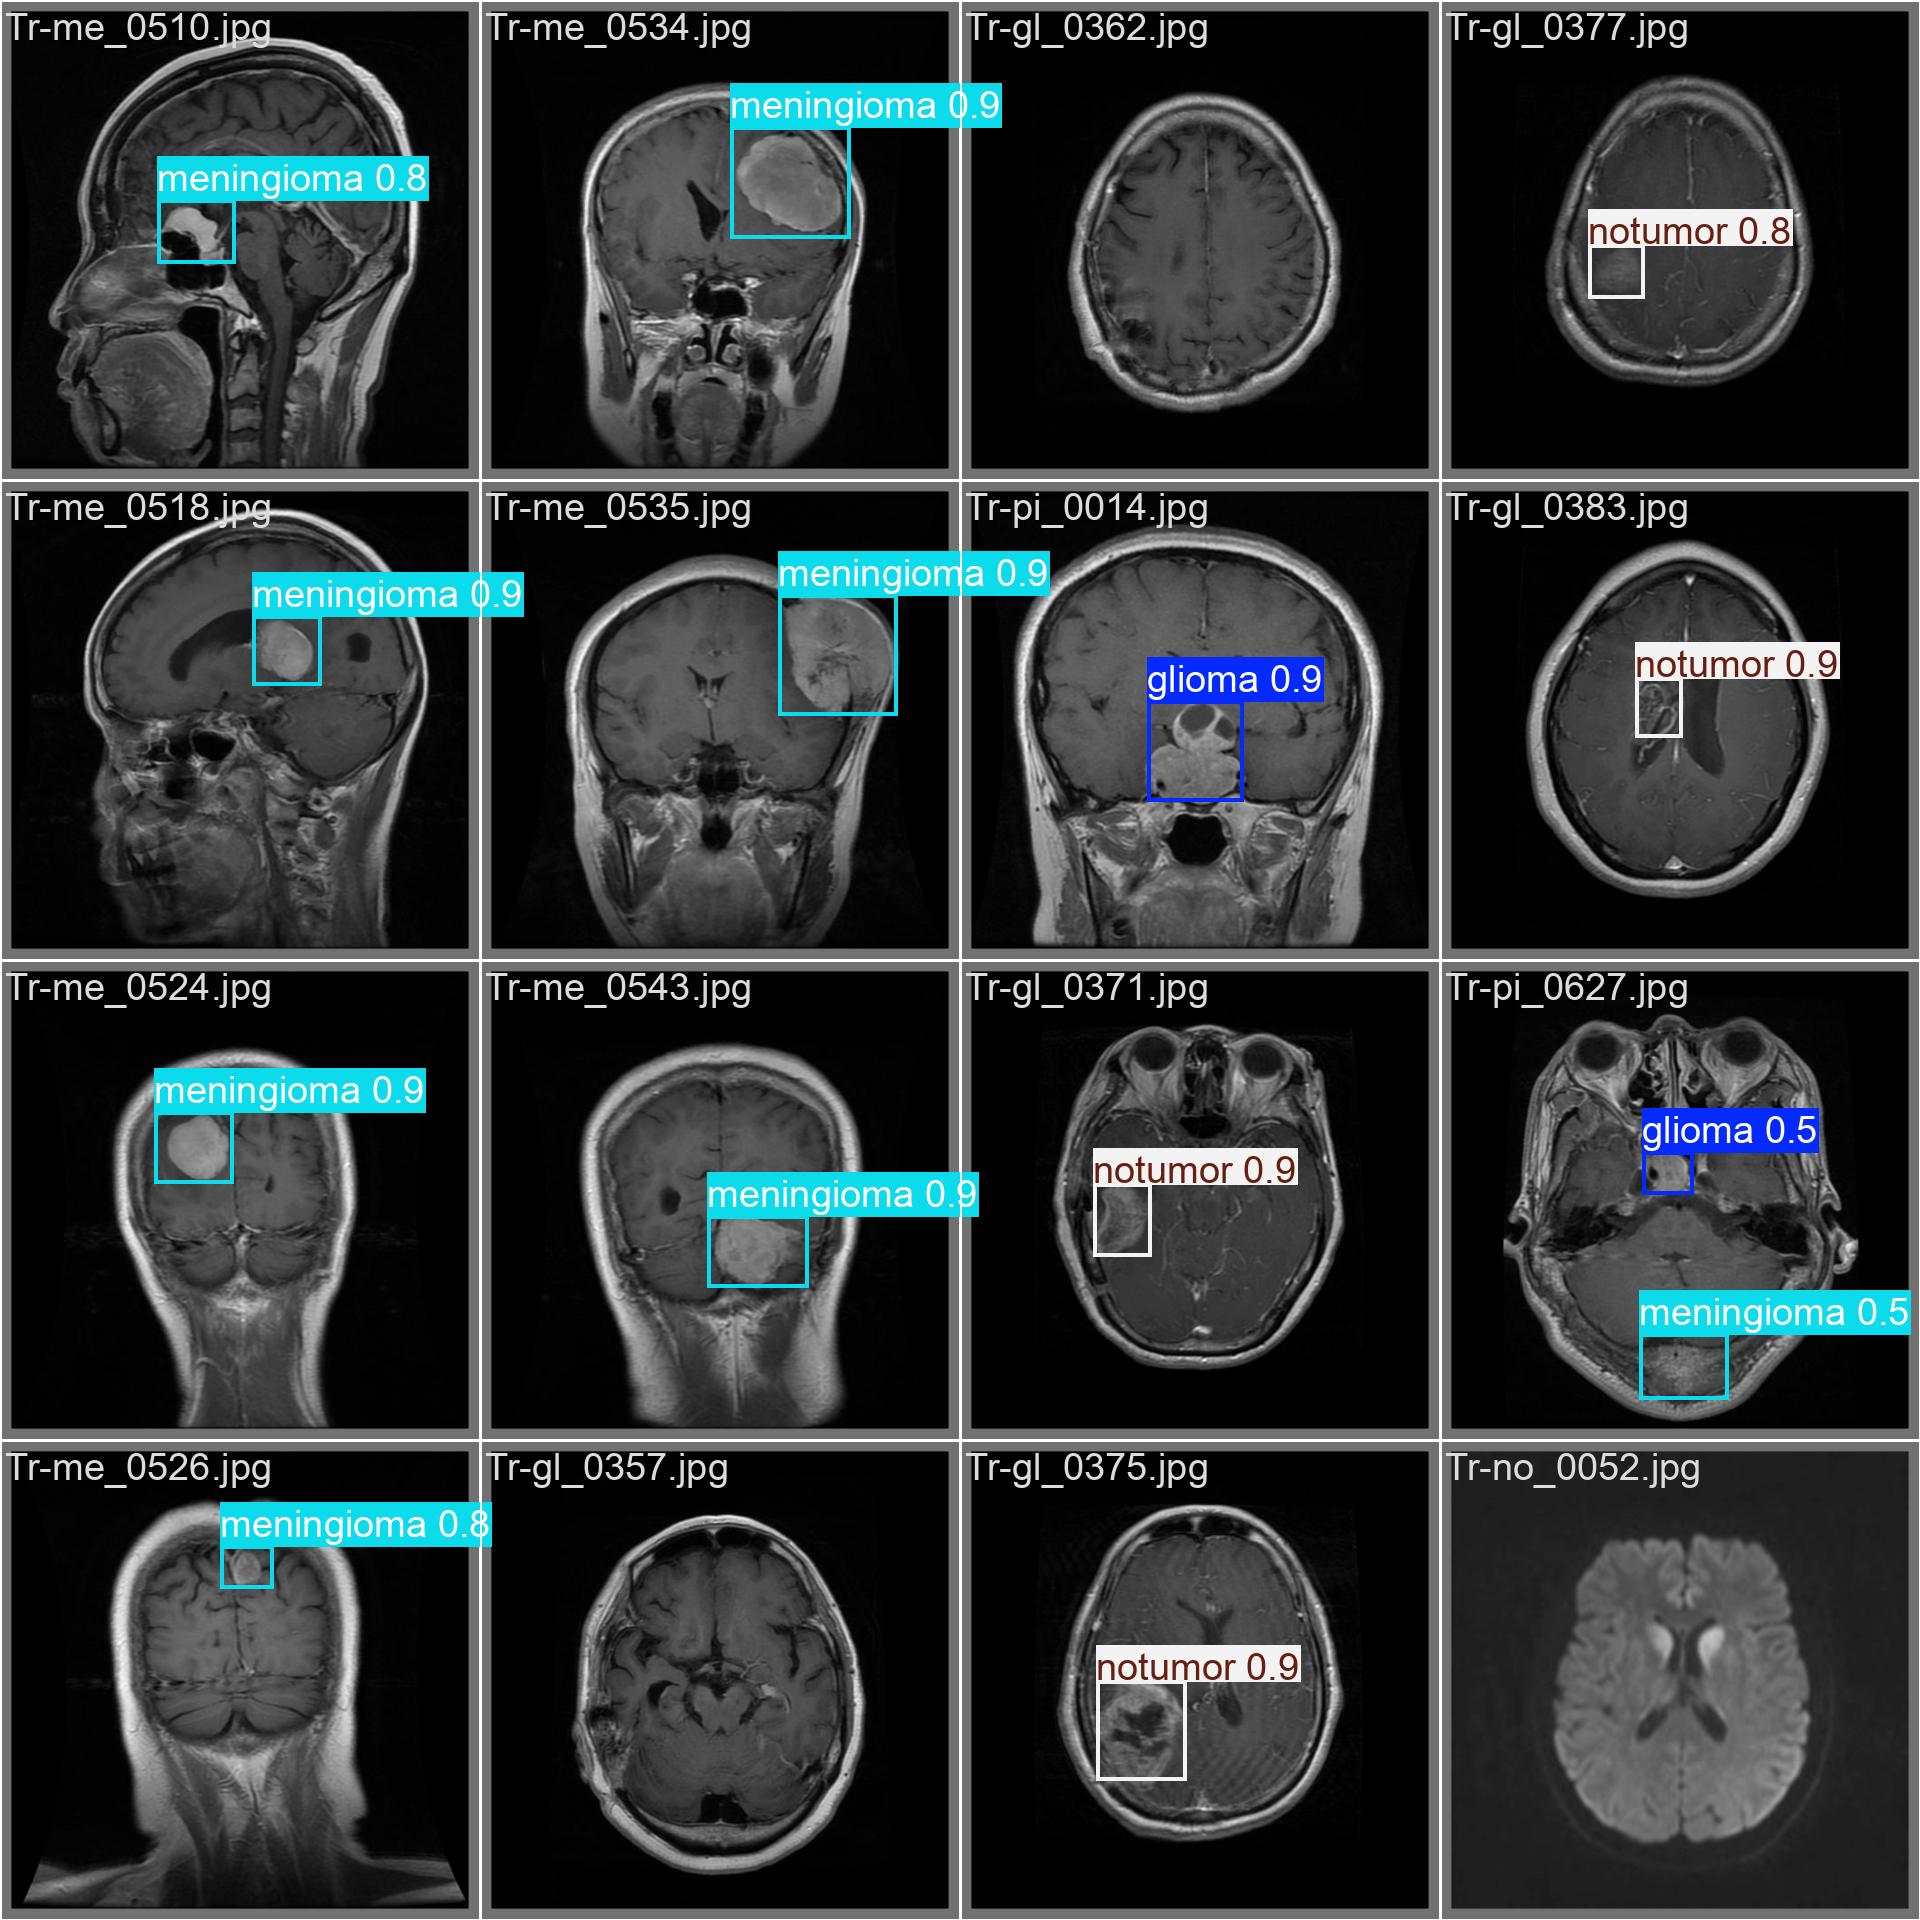 Tr-me_0510.jpg
meningioma 0.8
Tr-me_0534.jpg
meningioma 0.9
Tr-gl_0362.jpg
Tr-gl_0377.jpg
notumor 0.8
Tr-me_0518.jpg
meningioma 0.9
Tr-me_0535.jpg
meningioma 0.9
Tr-pi_0014.jpg
glioma 0.9
Tr-gl_0383.jpg
notumor 0.9
Tr-me_0524.jpg
meningioma 0.9
Tr-me_0543.jpg
meningioma 0.9
Tr-gl_0371.jpg
notumor 0.9
Tr-pi_0627.jpg
glioma 0.5
meningioma 0.5
Tr-me_0526.jpg
meningioma 0.8
Tr-gl_0357.jpg
Tr-gl_0375.jpg
notumor 0.9
Tr-no_0052.jpg